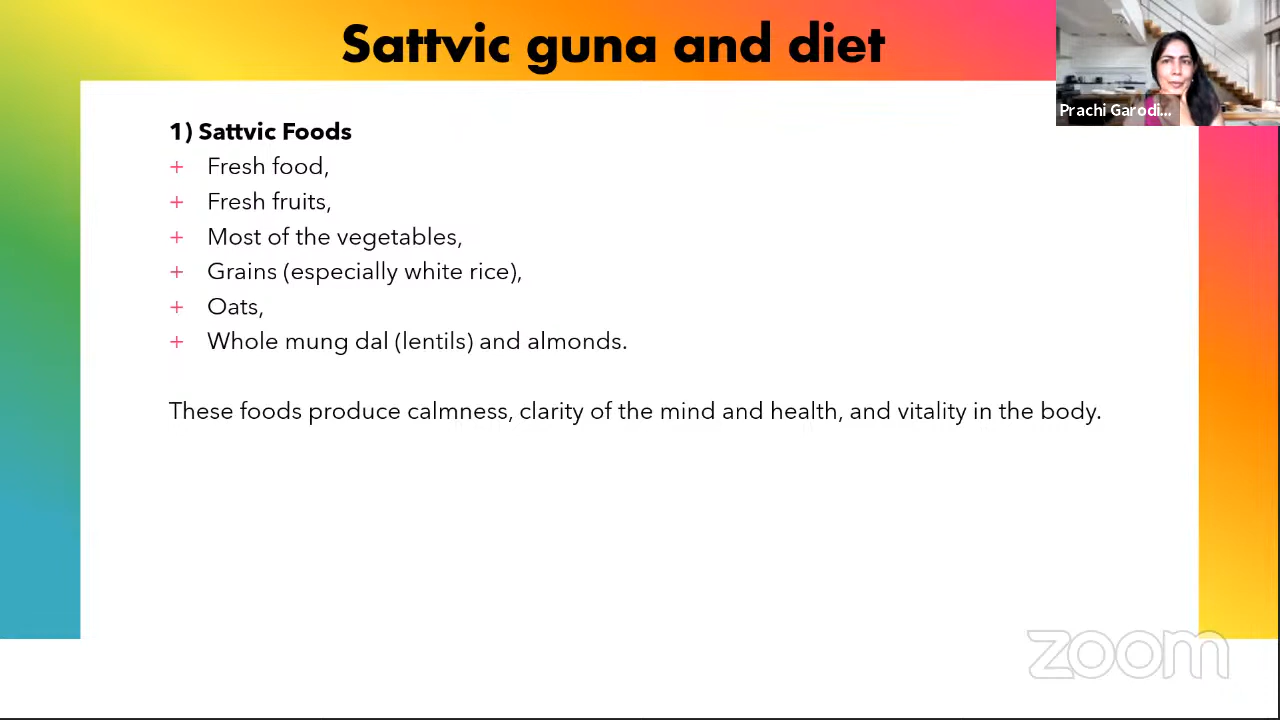 Sattvic guna and diet
Prachi Garodi...
1) Sattvic Foods
+ Fresh food,
+ Fresh fruits,
+ Most of the vegetables,
+ Grains (especially white rice),
+ Oats,
+ Whole mung dal (lentils) and almonds.
These foods produce calmness, clarity of the mind and health, and vitality in the body.
zoom